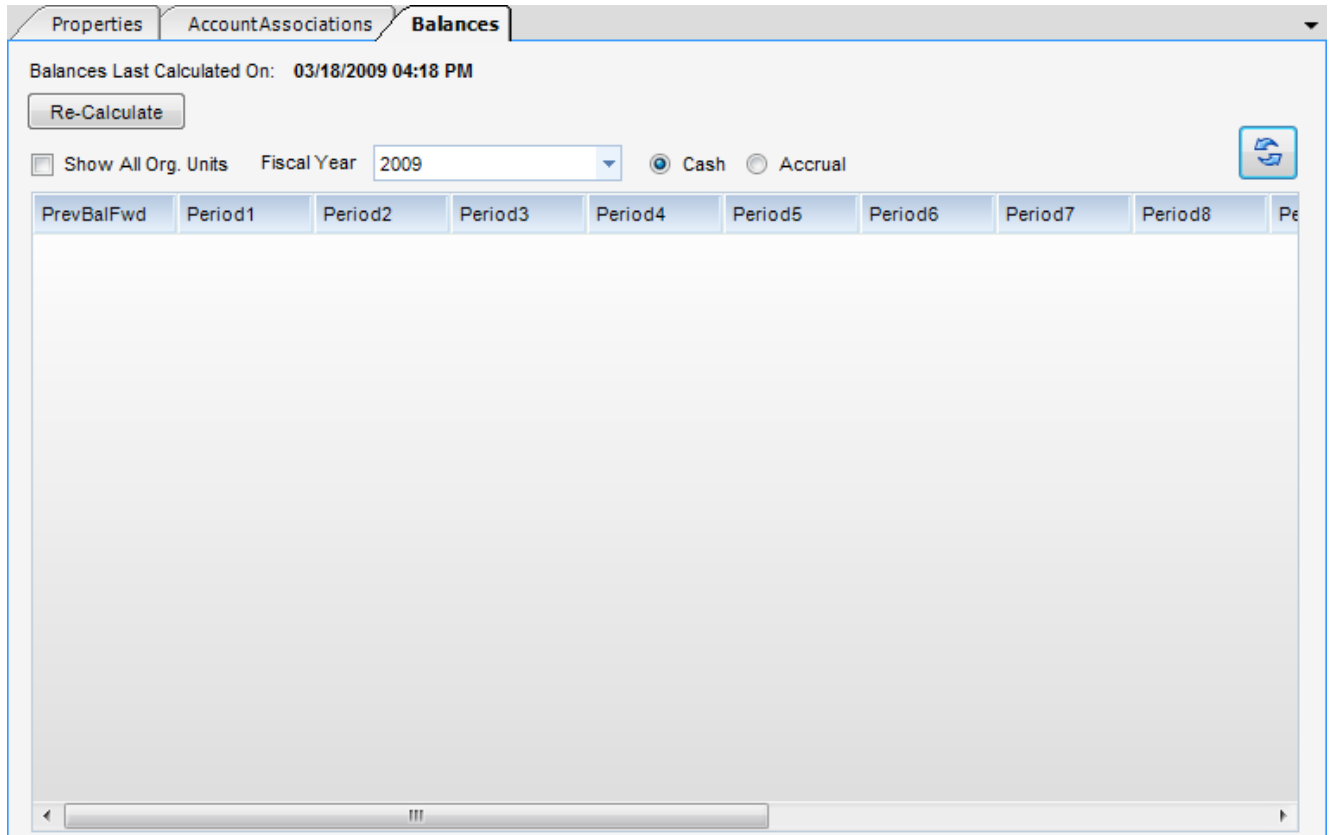 Properties AccountAssociations Balances
Balances Last Calculated On: 03/18/2009 04:18 PM
Re-Calculate
Show All Org. Units Fiscal Year 2009 Cash Accrual
PrevBalFwd Period1 Period2 Period3 Period4 Period5 Period6 Period7 Period8 Pe